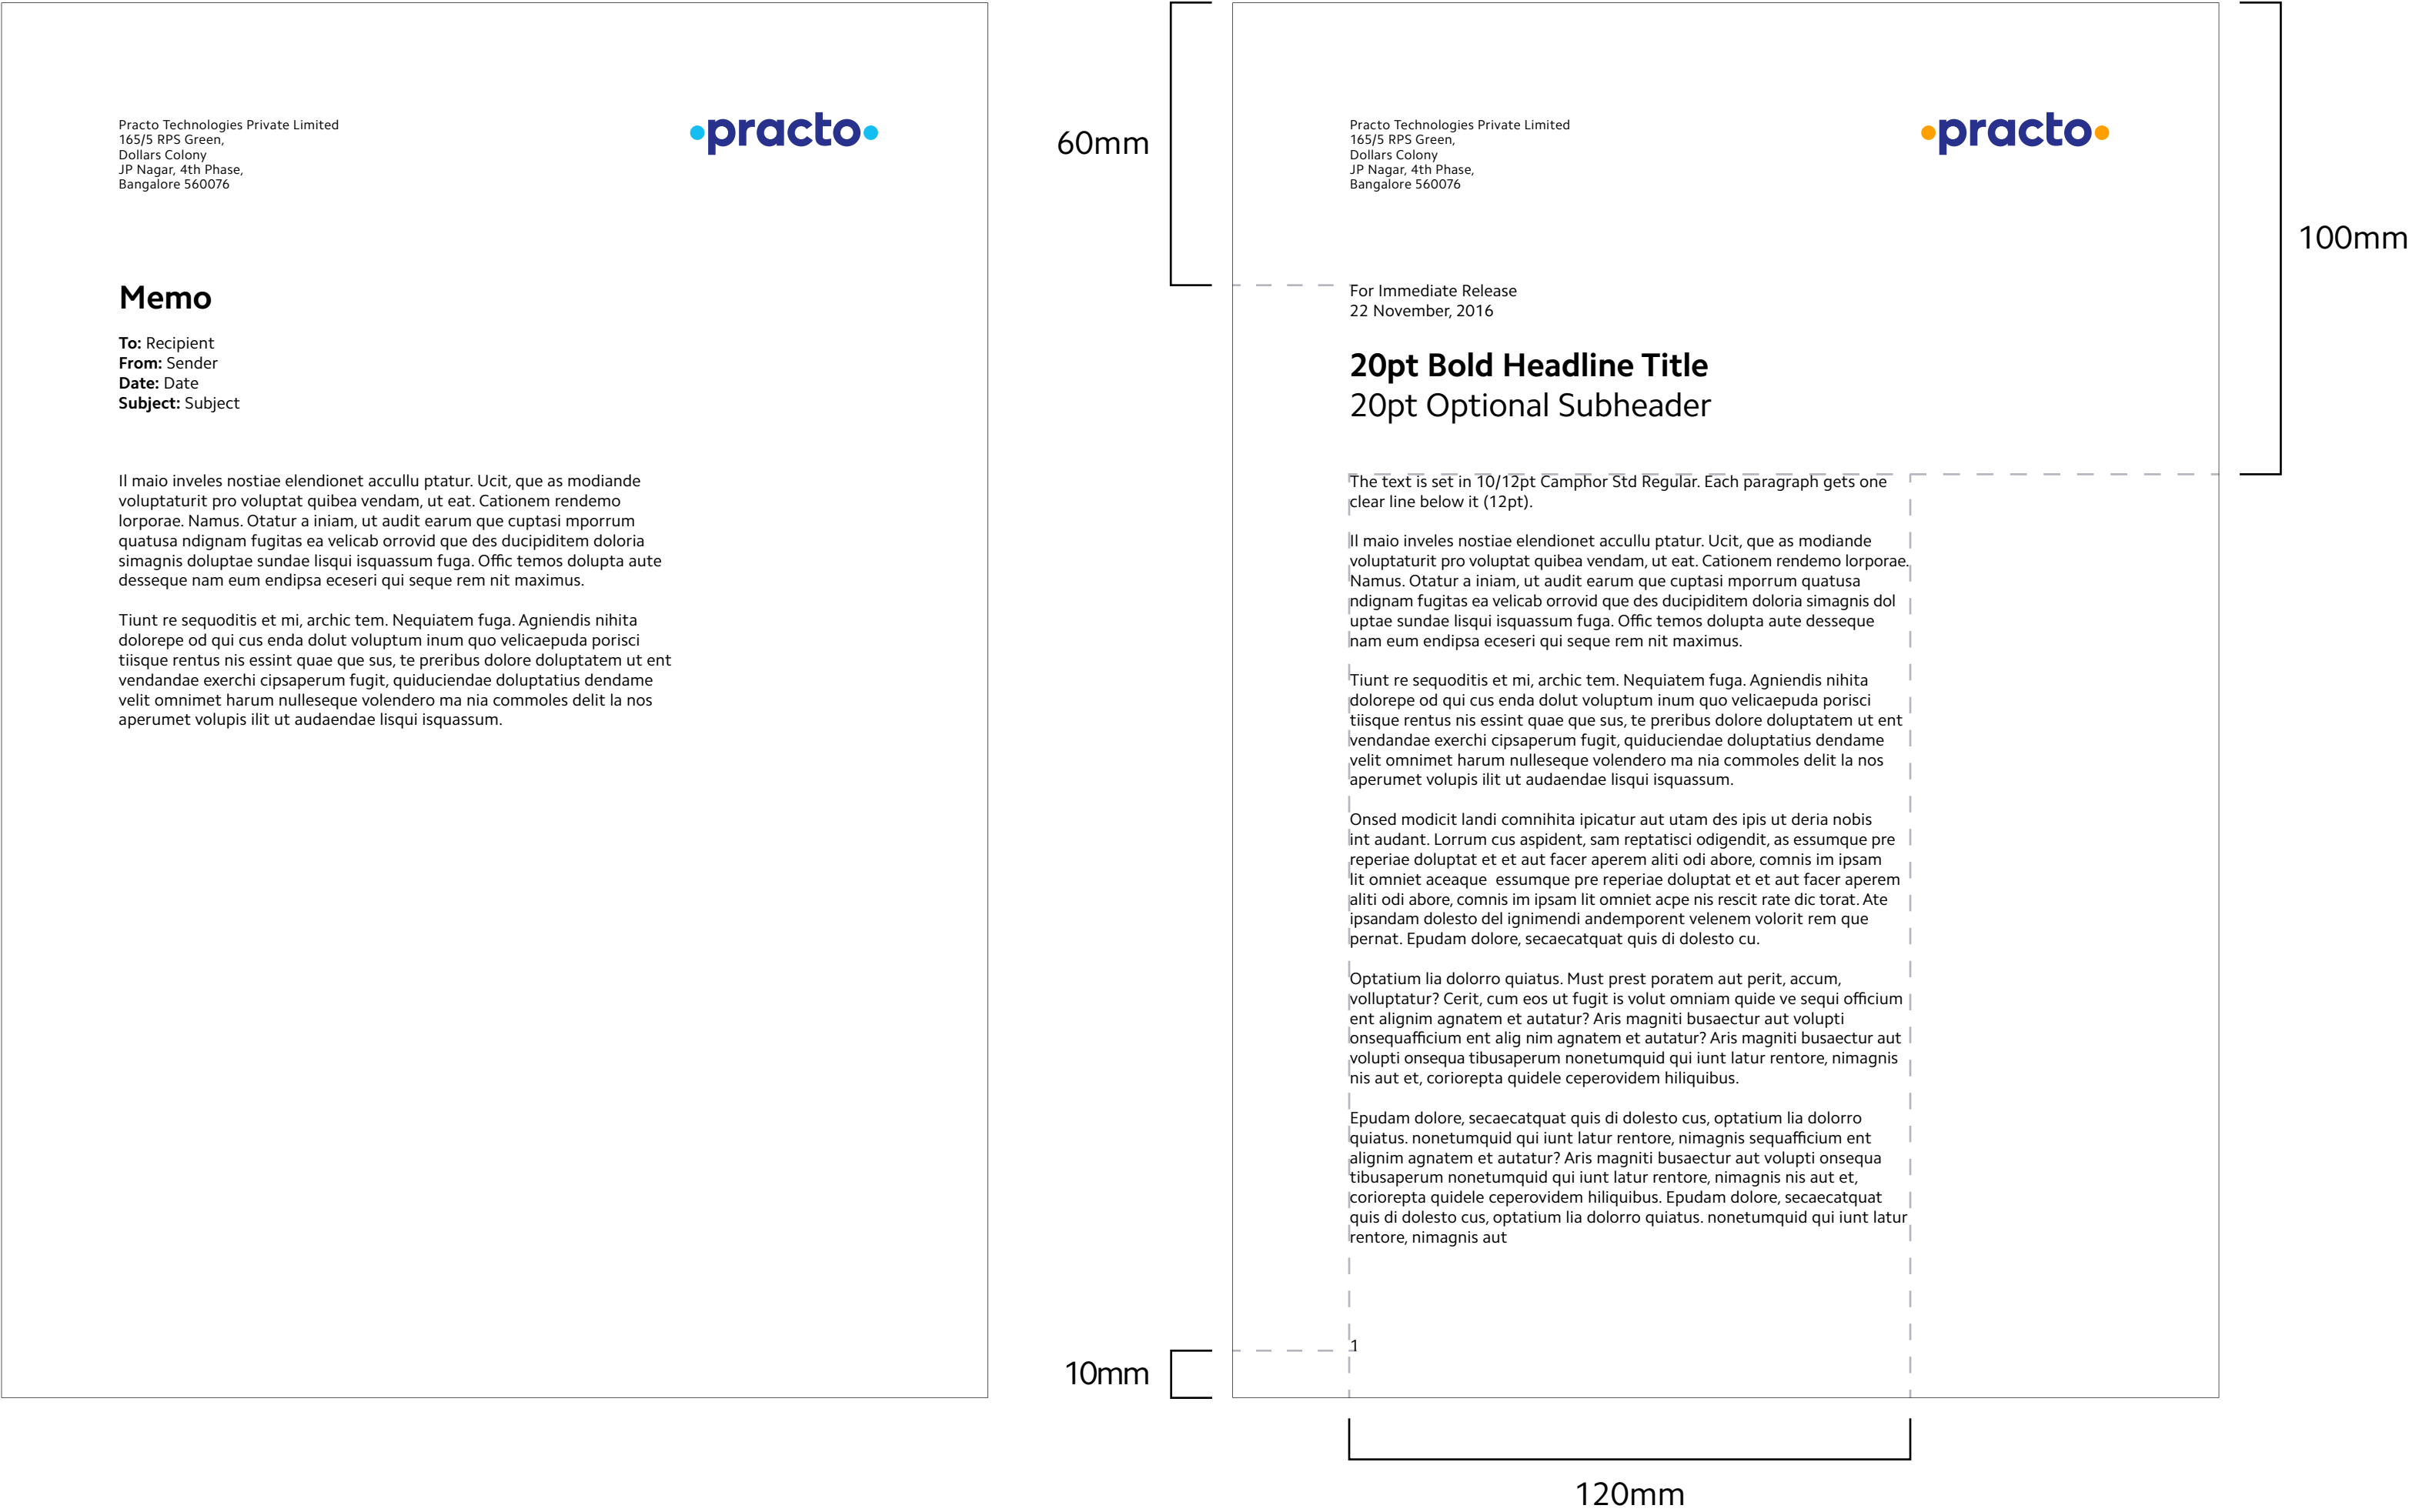 Practo Technologies Private Limited
165/5 RPS Green,
Dollars Colony
JP Nagar, 4th Phase,
Bangalore 560076
practo
Memo
To: Recipient
From: Sender
Date: Date
Subject: Subject
Il maio inveles nostiae elendionet accullu ptatur. Ucit, que as modiande
voluptaturit pro voluptat quibea vendam, ut eat. Cationem rendemo
lorporae. Namus. Otatur a iniam, ut audit earum que cuptasi mporrum
quatusa ndignam fugitas ea velicab orrovid que des ducipiditem doloria
simagnis doluptae sundae lisqui isquassum fuga. Offic temos dolupta aute
desseque nam eum endipsa eceseri qui seque rem nit maximus.
Tiunt re sequoditis et mi, archic tem. Nequiatem fuga. Agniendis nihita
dolorepe od qui cus enda dolut voluptum inum quo velicaepuda porisci
tiisque rentus nis essint quae que sus, te preribus dolore doluptatem ut ent
vendandae exerchi cipsaperum fugit, quiduciendae doluptatius dendame
velit omnimet harum nulleseque volendero ma nia commoles delit la nos
aperumet volupis ilit ut audaendae lisqui isquassum.
60mm
Practo Technologies Private Limited
165/5 RPS Green,
Dollars Colony
JP Nagar, 4th Phase,
Bangalore 560076
practo
100mm
For Immediate Release
22 November, 2016
20pt Bold Headline Title
20pt Optional Subheader
The text is set in 10/12pt Camphor Std Regular. Each paragraph gets one
clear line below it (12pt).
Il maio inveles nostiae elendionet accullu ptatur. Ucit, que as modiande
voluptaturit pro voluptat quibea vendam, ut eat. Cationem rendemo lorporae.
Namus. Otatur a iniam, ut audit earum que cuptasi mporrum quatusa
ndignam fugitas ea velicab orrovid que des ducipiditem doloria simagnis dol
uptae sundae lisqui isquassum fuga. Offic temos dolupta aute desseque
nam eum endipsa eceseri qui seque rem nit maximus.
Tiunt re sequoditis et mi, archic tem. Nequiatem fuga. Agniendis nihita
dolorepe od qui cus enda dolut voluptum inum quo velicaepuda porisci
tiisque rentus nis essint quae que sus, te preribus dolore doluptatem ut ent
vendandae exerchi cipsaperum fugit, quiduciendae doluptatius dendame
velit omnimet harum nulleseque volendero ma nia commoles delit la nos
aperumet volupis ilit ut audaendae lisqui isquassum.
Onsed modicit landi comnihita ipicatur aut utam des ipis ut deria nobis
int audant. Lorrum cus aspident, sam reptatisci odigendit, as essumque pre
reperiae doluptat et et aut facer aperem aliti odi abore, comnis im ipsam
lit omniet aceaque  essumque pre reperiae doluptat et et aut facer aperem
aliti odi abore, comnis im ipsam lit omniet acpe nis rescit rate dic torat. Ate
ipsandam dolesto del ignimendi andemporent velenem volorit rem que
pernat. Epudam dolore, secaecatquat quis di dolesto cu.
Optatium lia dolorro quiatus. Must prest poratem aut perit, accum,
volluptatur? Cerit, cum eos ut fugit is volut omniam quide ve sequi officium
ent alignim agnatem et autatur? Aris magniti busaectur aut volupti
onsequafficium ent alig nim agnatem et autatur? Aris magniti busaectur aut
volupti onsequa tibusaperum nonetumquid qui iunt latur rentore, nimagnis
nis aut et, coriorepta quidele ceperovidem hiliquibus.
Epudam dolore, secaecatquat quis di dolesto cus, optatium lia dolorro
quiatus. nonetumquid qui iunt latur rentore, nimagnis sequafficium ent
alignim agnatem et autatur? Aris magniti busaectur aut volupti onsequa
tibusaperum nonetumquid qui iunt latur rentore, nimagnis nis aut et,
coriorepta quidele ceperovidem hiliquibus. Epudam dolore, secaecatquat
quis di dolesto cus, optatium lia dolorro quiatus. nonetumquid qui iunt latur
rentore, nimagnis aut
1
10mm
120mm